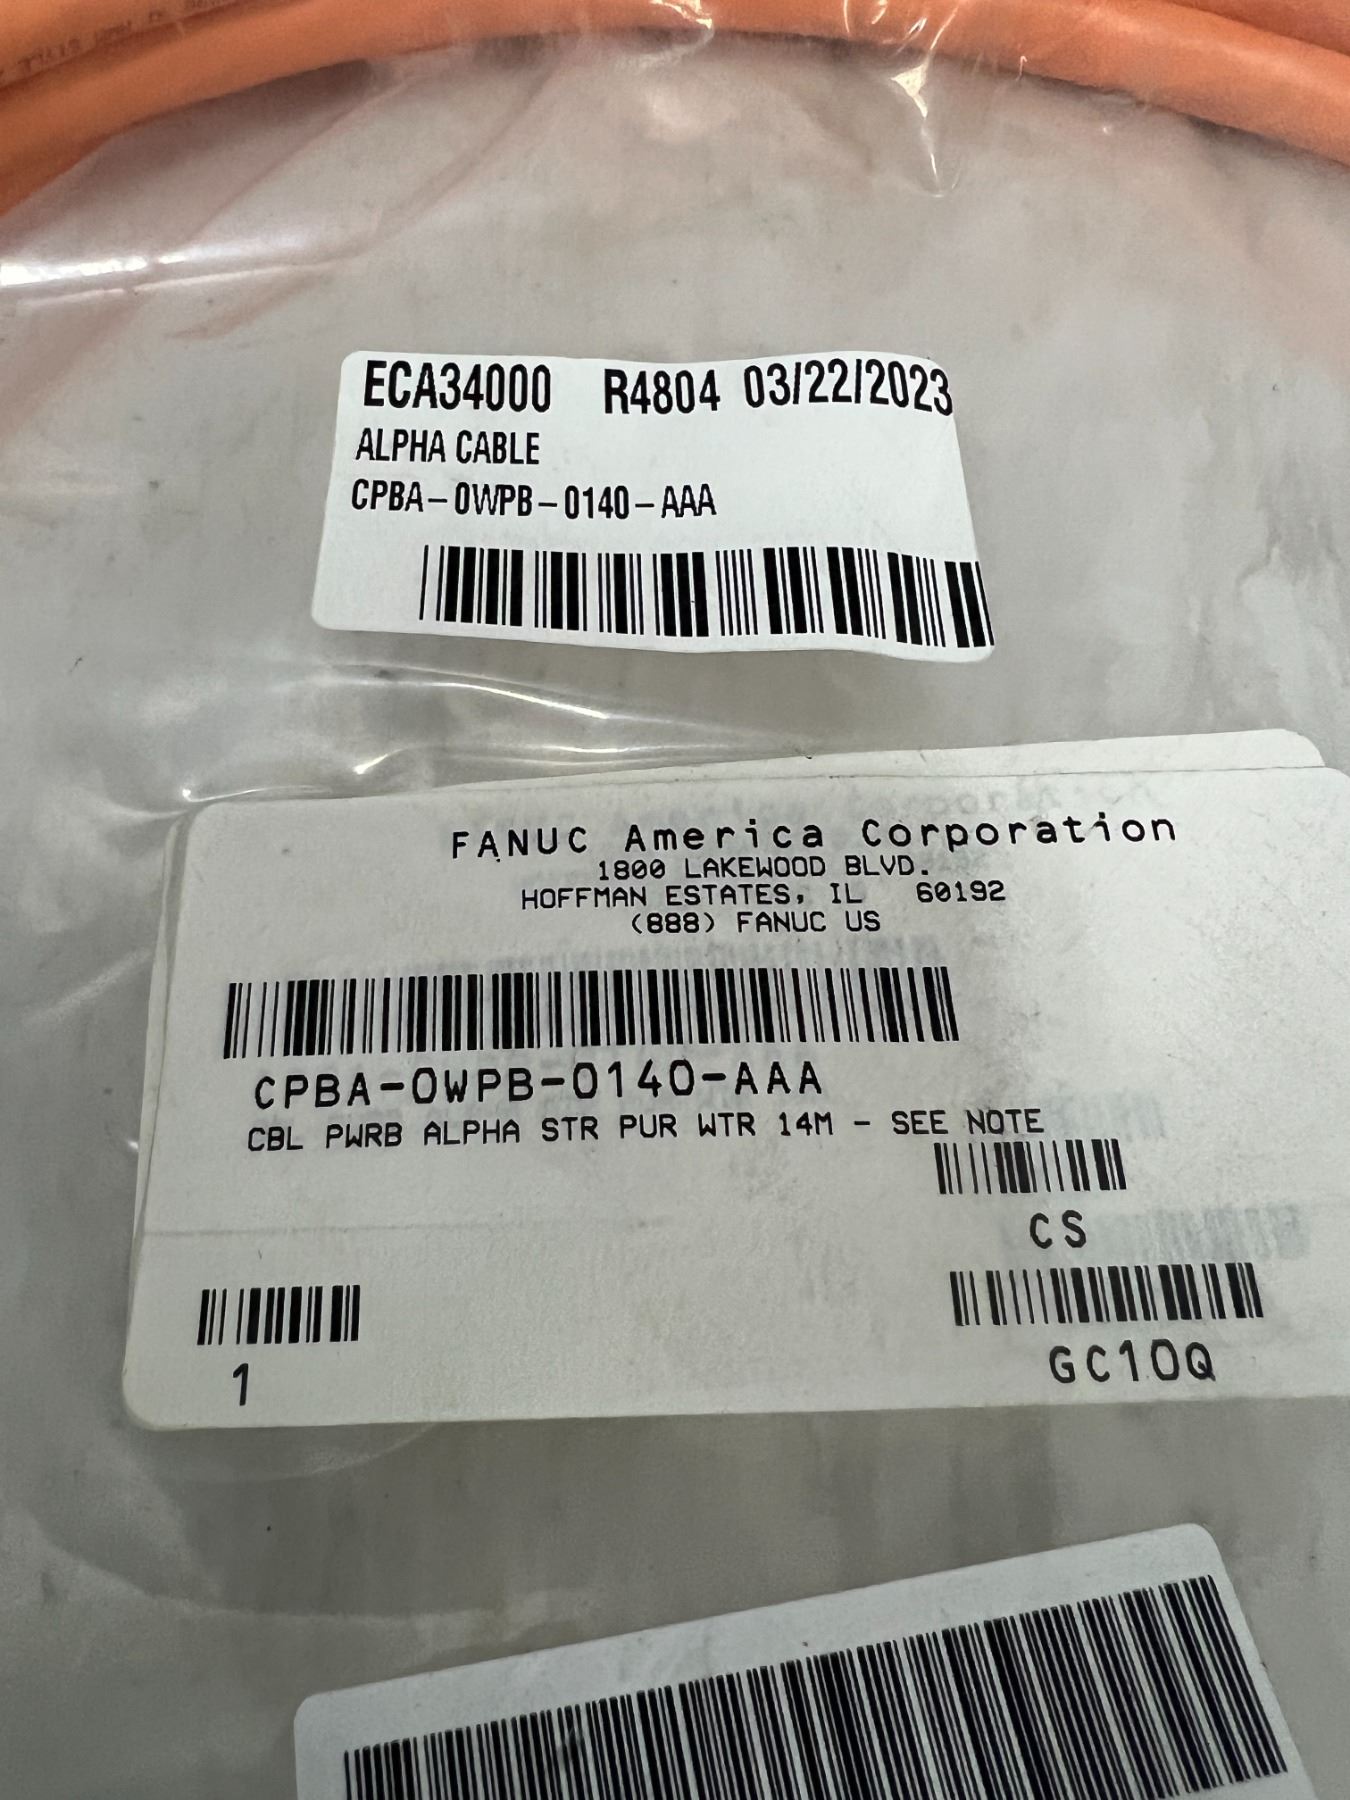 ECA34000 R4804 03/22/2023
ALPHA CABLE
CPBA-0WPB-0140-AAA
FANUC America Corporation
1800 LAKEWOOD BLVD.
HOFFMAN ESTATES, IL 60192
(888) FANUC US
CPBA-0WPB-0140-AAA
CBL PWRB ALPHA STR PUR WTR 14M - SEE NOTE
CS
1
GC10Q